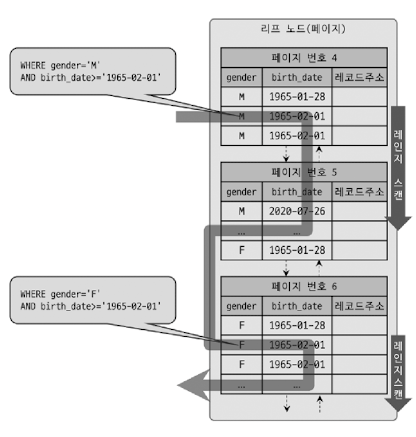 리프 노드(페이지)
WHERE gender='M'
AND birth_date>='1965-02-01'
페이지 번호 4
gender birth_date 레코드주소
M 1965-01-28
M 1965-02-01
M 1965-02-01
레인지 스캔
페이지 번호 5
gender birth_date 레코드주소
M 2020-07-26
... ...
F 1965-01-28
WHERE gender='F'
AND birth_date>='1965-02-01'
페이지 번호 6
gender birth_date 레코드주소
F 1965-01-28
F 1965-02-01
F 1965-02-01
... ...
레인지 스캔